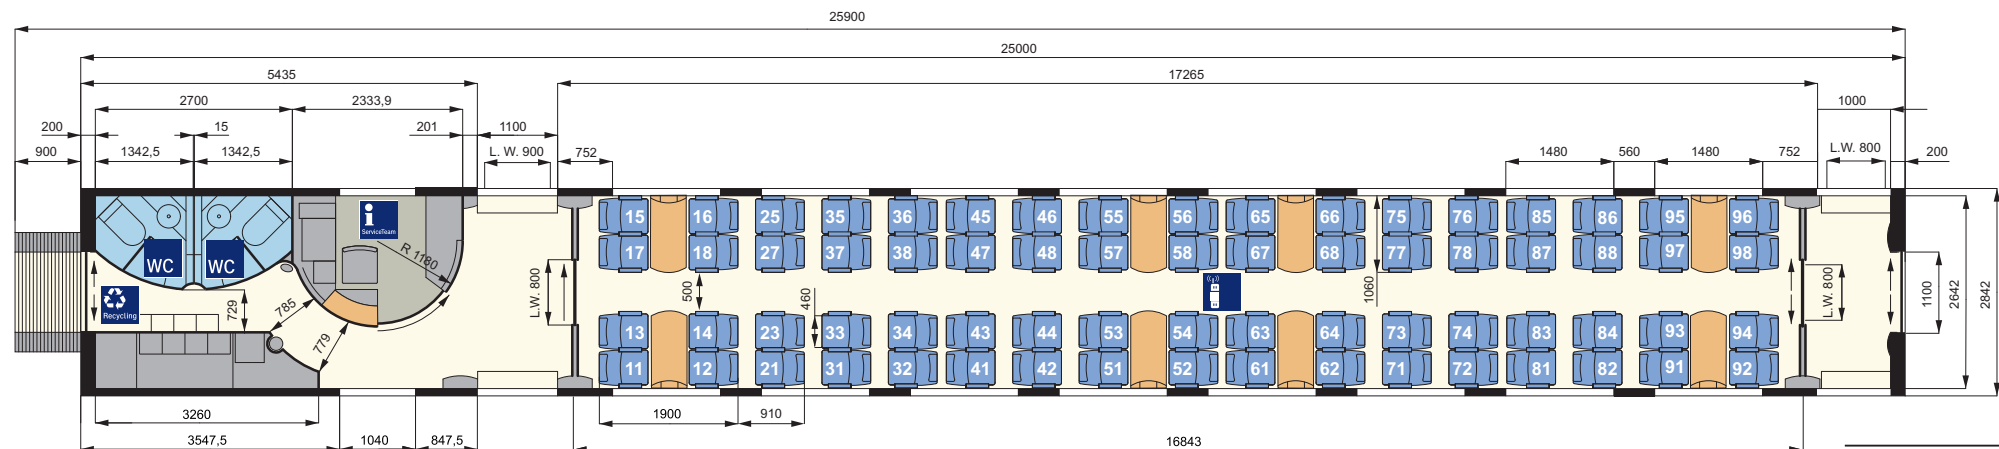 25900
25000
5435 17265
2700 2333,9 1000
200 15 201 1100
900 1342,5 1342,5 L. W. 900 752 1480 560 1480 752 L.W. 800 200
15 16 25 35 36 45 46 55 56 65 66 75 76 85 86 95 96
i
ServiceTeam
17 18 27 37 38 47 48 57 58 67 68 77 78 87 88 97 98
WC WC
R 1180
Recycling
729 785 779 L.W. 800 500 460 1060 L.W. 800 1100 2642 2842
13 14 23 33 34 43 44 53 54 63 64 73 74 83 84 93 94
11 12 21 31 32 41 42 51 52 61 62 71 72 81 82 91 92
3260 1900 910
3547,5 1040 847,5 16843